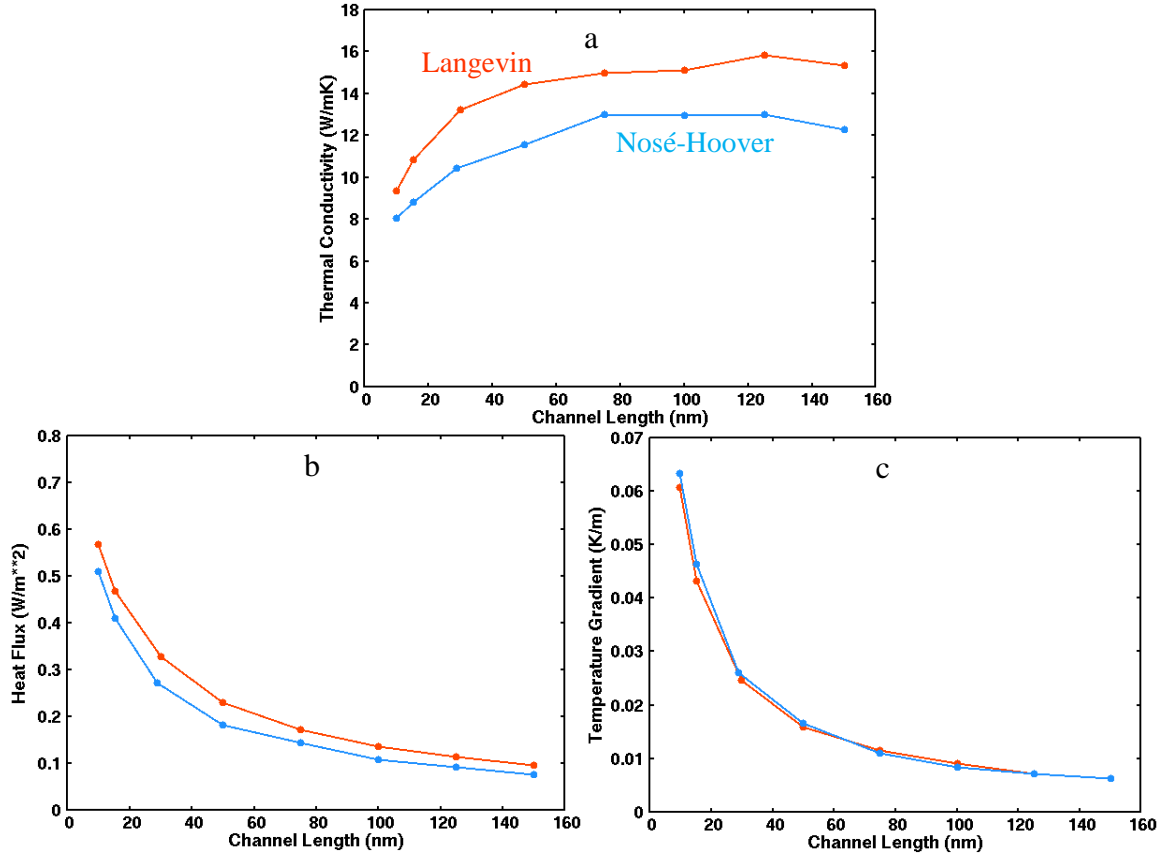 a
Langevin
Nosé-Hoover
Thermal Conductivity (W/mK)
18
16
14
12
10
8
6
4
2
0
0 20 40 60 80 100 120 140 160
Channel Length (nm)
b
Heat Flux (W/m**2)
0.8
0.7
0.6
0.5
0.4
0.3
0.2
0.1
0
0 20 40 60 80 100 120 140 160
Channel Length (nm)
c
Temperature Gradient (K/m)
0.07
0.06
0.05
0.04
0.03
0.02
0.01
0
0 20 40 60 80 100 120 140 160
Channel Length (nm)